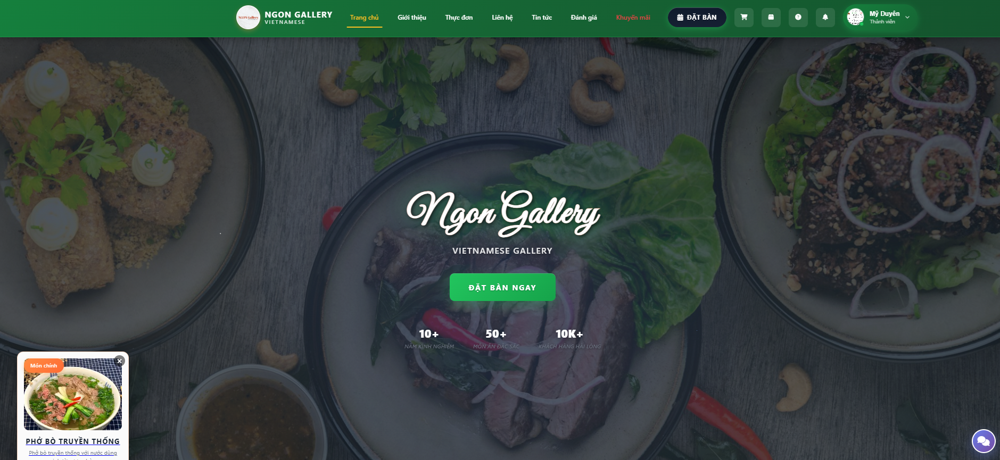 NGON Gallery
NGON GALLERY
VIETNAMESE
Trang chủ
Giới thiệu
Thực đơn
Liên hệ
Tin tức
Đánh giá
Khuyến mãi
ĐẶT BÀN
Mỹ Duyên
Thành viên
Ngon Gallery
VIETNAMESE GALLERY
ĐẶT BÀN NGAY
10+
NĂM KINH NGHIỆM
50+
MÓN ĂN ĐẶC SẮC
10K+
KHÁCH HÀNG HÀI LÒNG
Món chính
PHỞ BÒ TRUYỀN THỐNG
Phở bò truyền thống với nước dùng